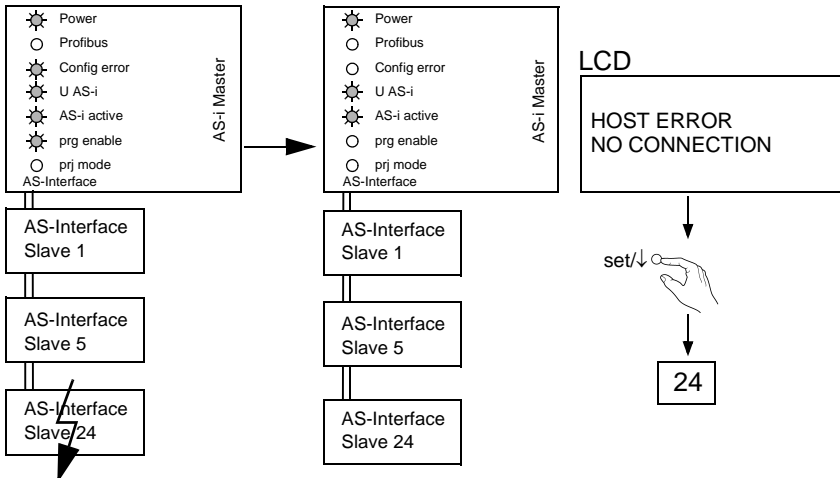 Power
Profibus
Config error
U AS-i
AS-i active
prg enable
prj mode
AS-Interface
AS-i Master
AS-Interface
Slave 1
AS-Interface
Slave 5
AS-Interface
Slave 24
Power
Profibus
Config error
U AS-i
AS-i active
prg enable
prj mode
AS-Interface
AS-i Master
AS-Interface
Slave 1
AS-Interface
Slave 5
AS-Interface
Slave 24
LCD
HOST ERROR
NO CONNECTION
set/↓
24